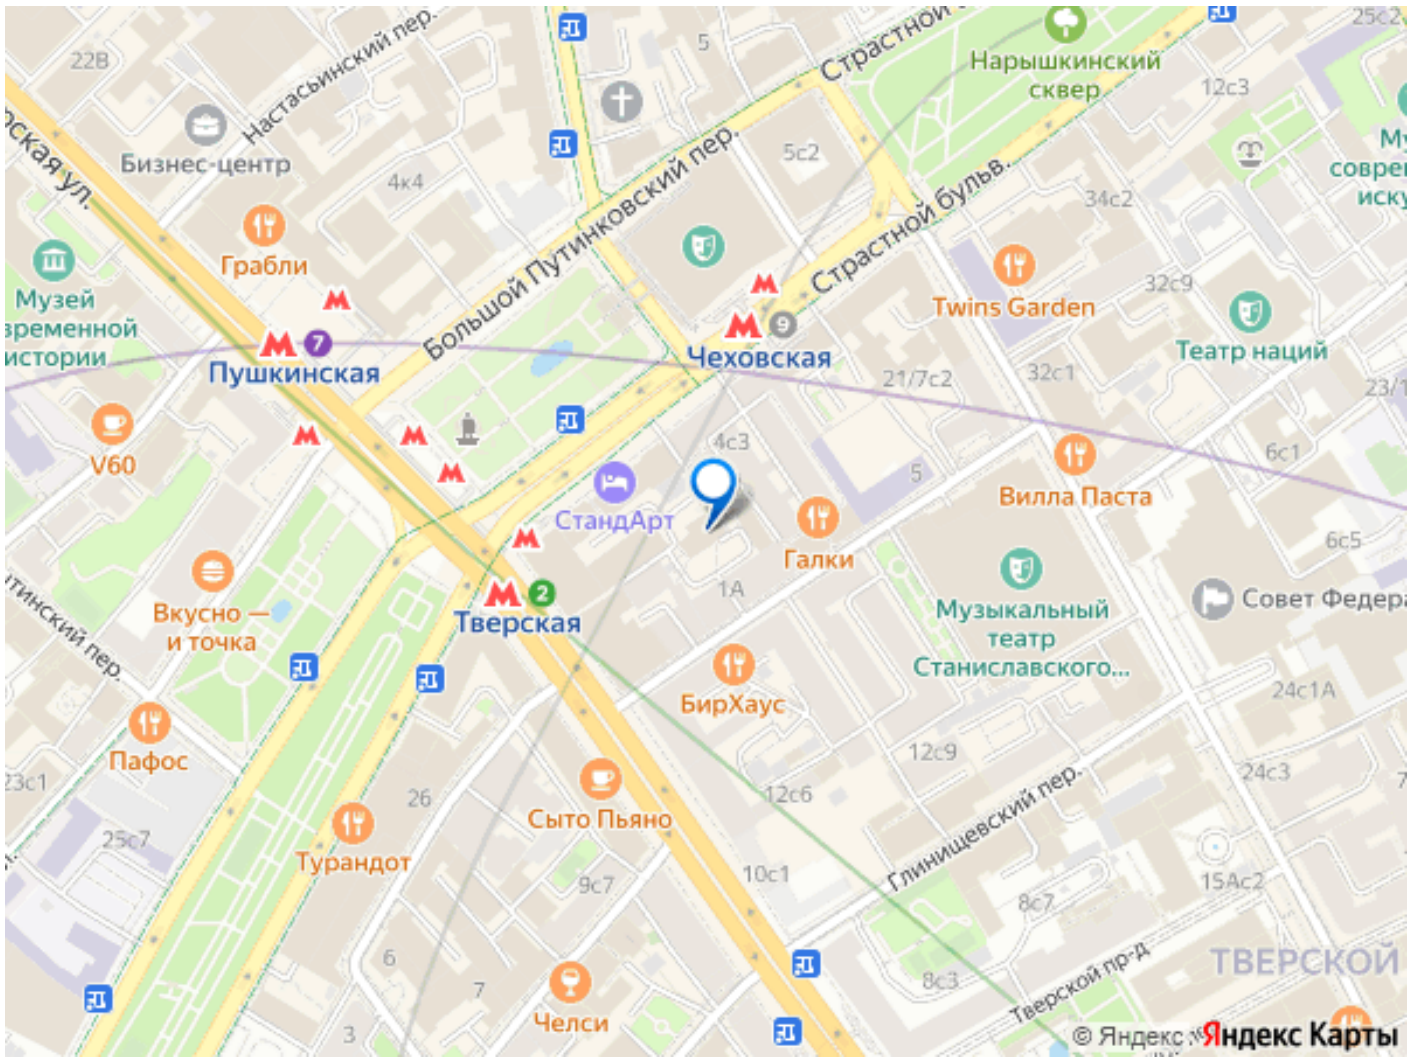 22В
Настасьинский пер.
Бизнес-центр
4к4
5
Страстной
Нарышкинский
сквер
25с2
12с3
5с2
34с2
Грабли
Музей
временной
истории
Большой Путинковский пер.
Страстной бульв.
Twins Garden
32с9
Театр наций
7
Пушкинская
9
Чеховская
21/7с2
32с1
23/1
V60
4с3
6с1
5
Вилла Паста
СтандАрт
Галки
6с5
Вкусно —
и точка
2
Тверская
1А
Музыкальный
театр
Станиславского...
Совет Федера
БирХаус
24с1А
Пафос
23с1
12с9
24с3
7
Сыто Пьяно
12с6
26
Глинищевский пер.
25с7
Турандот
9с7
10с1
15Ас2
8с7
6
7
8с3
ТВЕРСКОЙ
Тверской пр-д
Челси
3
© Яндекс
Яндекс Карты